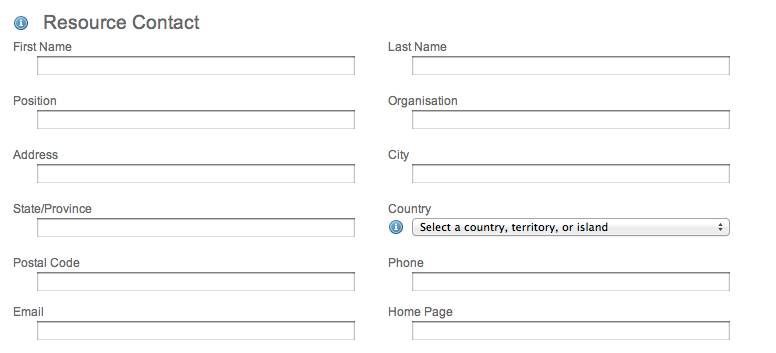 Resource Contact
First Name
Last Name
Position
Organisation
Address
City
State/Province
Country
Select a country, territory, or island
Postal Code
Phone
Email
Home Page